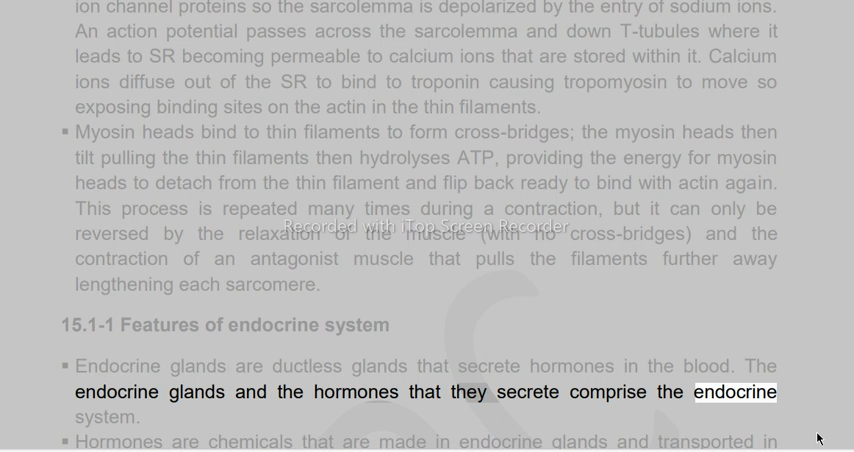 ion channel proteins so the sarcolemma is depolarized by the entry of sodium ions.
An action potential passes across the sarcolemma and down T-tubules where it
leads to SR becoming permeable to calcium ions that are stored within it. Calcium
ions diffuse out of the SR to bind to troponin causing tropomyosin to move so
exposing binding sites on the actin in the thin filaments.
▪ Myosin heads bind to thin filaments to form cross-bridges; the myosin heads then
tilt pulling the thin filaments then hydrolyses ATP, providing the energy for myosin
heads to detach from the thin filament and flip back ready to bind with actin again.
This process is repeated many times during a contraction, but it can only be
Recorded with iTop Screen Recorder
reversed by the relaxation of the muscle (with no cross-bridges) and the
contraction of an antagonist muscle that pulls the filaments further away
lengthening each sarcomere.
15.1-1 Features of endocrine system
▪ Endocrine glands are ductless glands that secrete hormones in the blood. The
endocrine glands and the hormones that they secrete comprise the endocrine
system.
▪ Hormones are chemicals that are made in endocrine glands and transported in